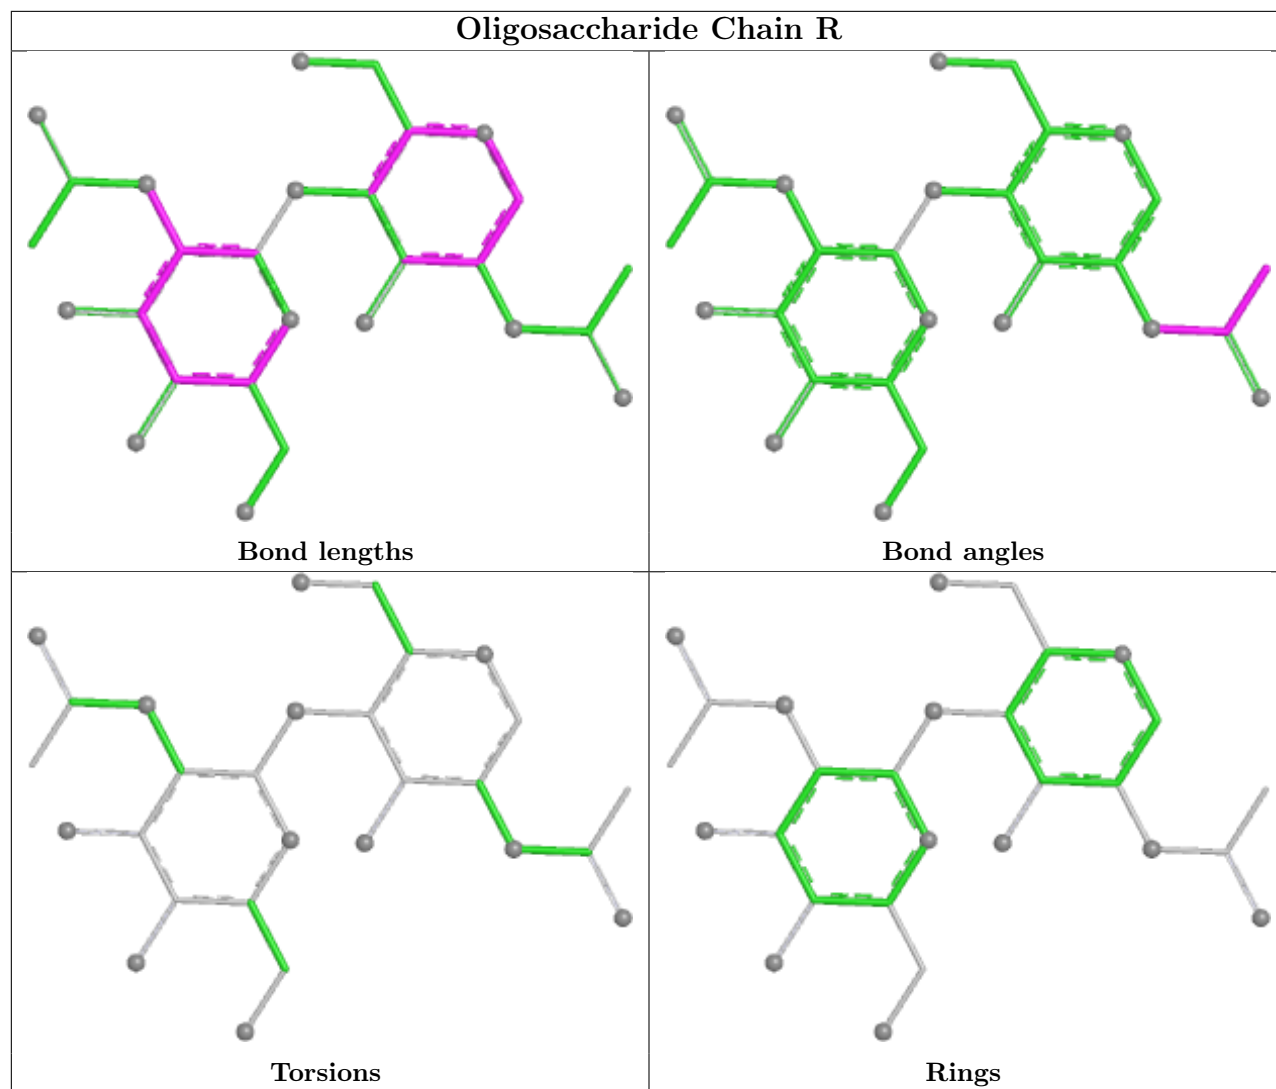 Oligosaccharide Chain R
Bond lengths
Bond angles
Torsions
Rings